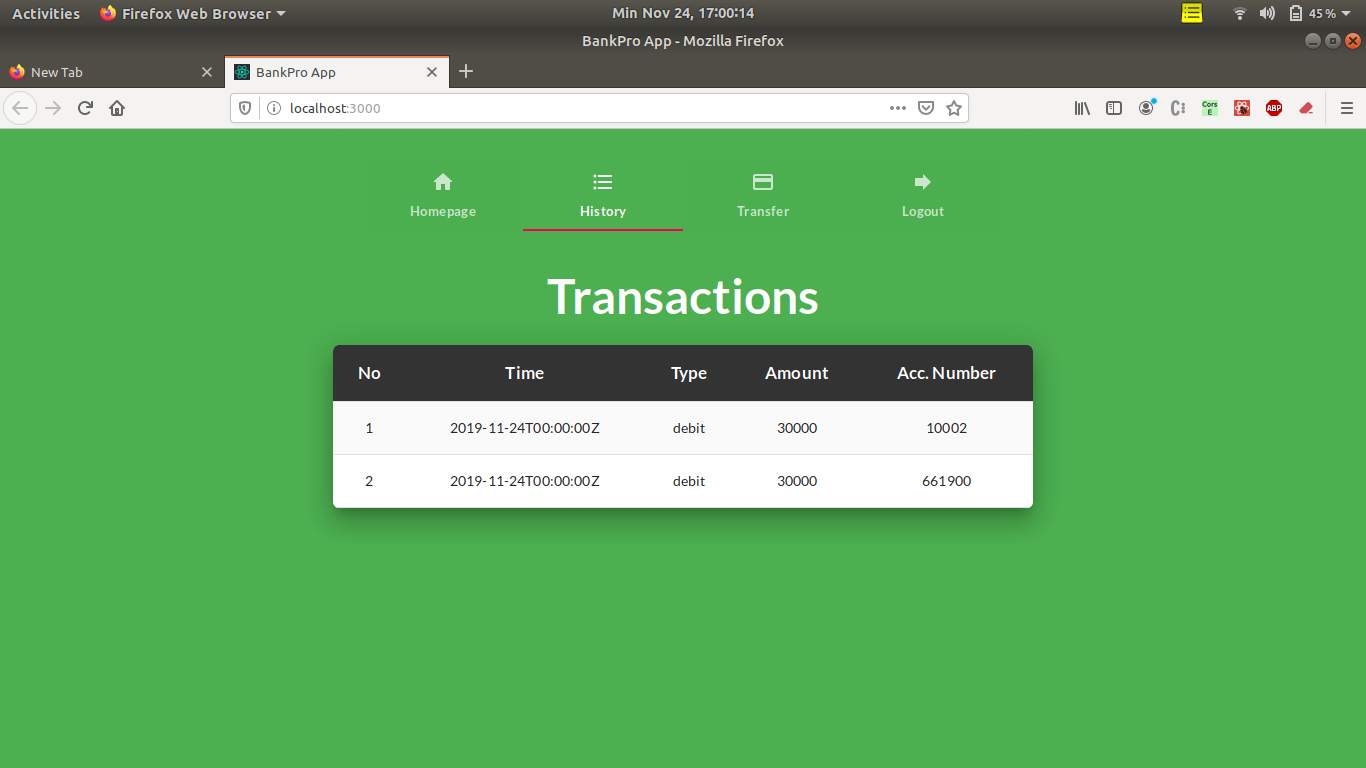 Activities Firefox Web Browser Min Nov 24, 17:00:14 45 %
BankPro App - Mozilla Firefox
New Tab BankPro App
localhost:3000 Cors E ABP
Homepage History Transfer Logout
Transactions
No Time Type Amount Acc. Number
1 2019-11-24T00:00:00Z debit 30000 10002
2 2019-11-24T00:00:00Z debit 30000 661900